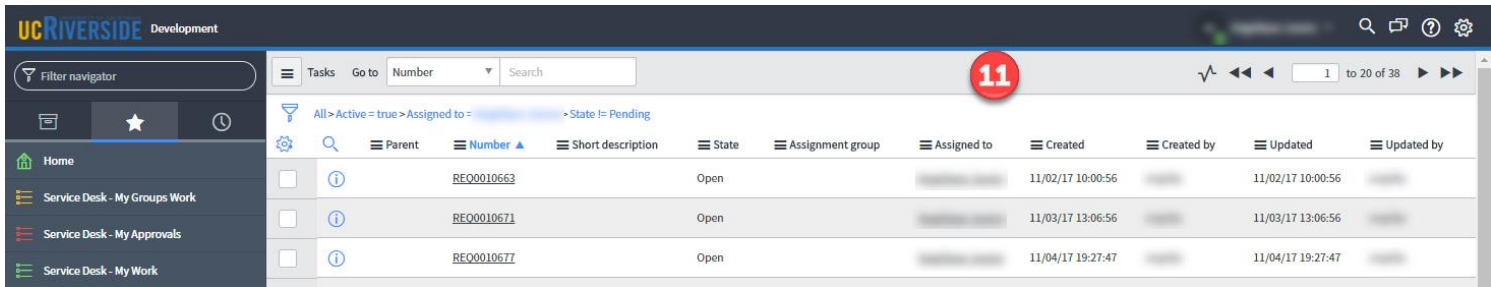 UCRIVERSIDE Development
Filter navigator
Tasks Go to Number Search
11
1 to 20 of 38
All > Active = true > Assigned to = > State != Pending
Parent Number Short description State Assignment group Assigned to Created Created by Updated Updated by
Home
REQ0010663 Open 11/02/17 10:00:56 11/02/17 10:00:56
Service Desk - My Groups Work
REQ0010671 Open 11/03/17 13:06:56 11/03/17 13:06:56
Service Desk - My Approvals
REQ0010677 Open 11/04/17 19:27:47 11/04/17 19:27:47
Service Desk - My Work